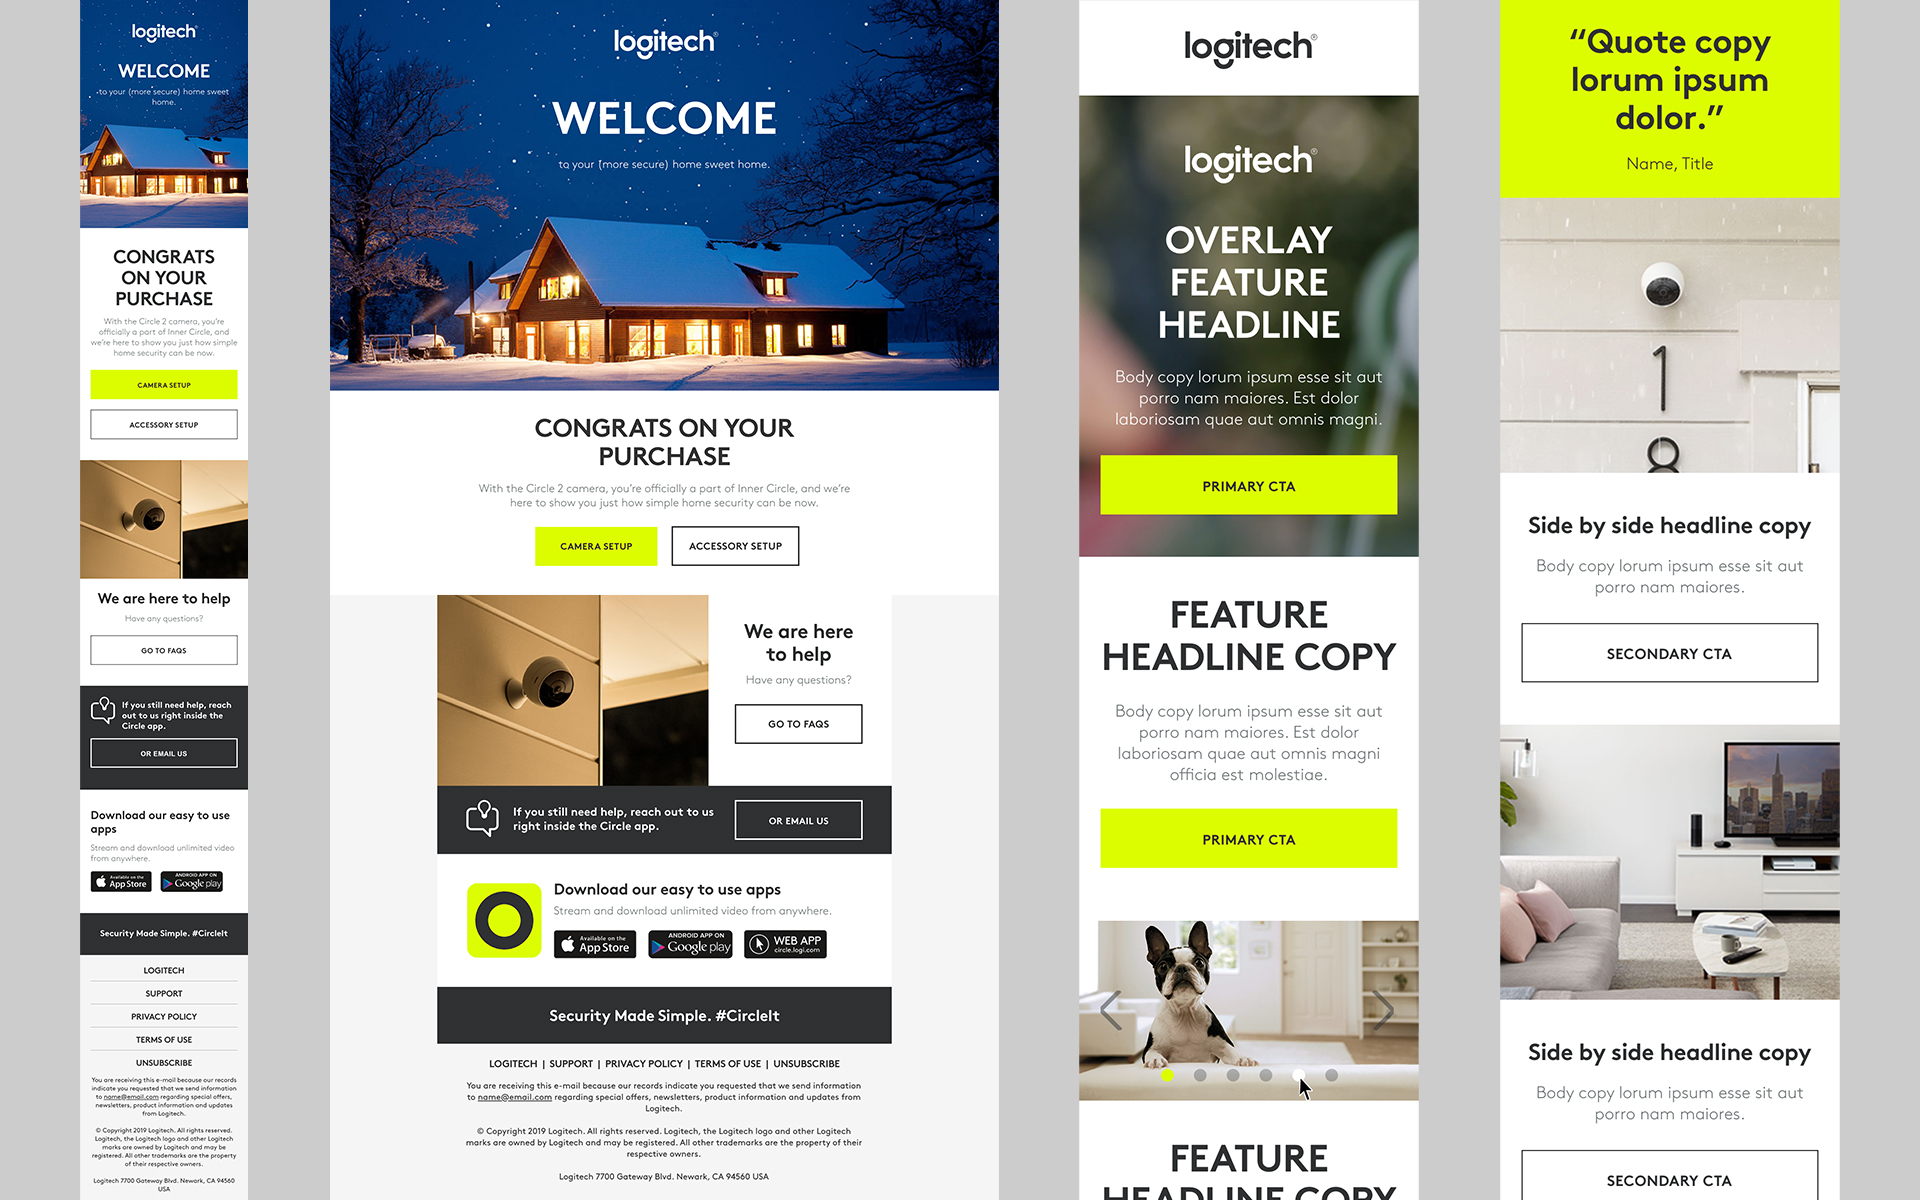 logitech
WELCOME
to your (more secure) home sweet
home.
CONGRATS
ON YOUR
PURCHASE
With the Circle 2 camera, you're
officially a part of Inner Circle, and
we're here to show you just how simple
home security can be now.
CAMERA SETUP
ACCESSORY SETUP
We are here to help
Have any questions?
GO TO FAQS
If you still need help, reach
out to us right inside the
Circle app.
OR EMAIL US
Download our easy to use
apps
Stream and download unlimited video
from anywhere.
Available on the
App Store
ANDROID APP ON
Google play
Security Made Simple. #CircleIt
LOGITECH
SUPPORT
PRIVACY POLICY
TERMS OF USE
UNSUBSCRIBE
You are receiving this e-mail because our records
indicate you requested that we send information
to name@email.com regarding special offers,
newsletters, product information and updates
from Logitech.
© Copyright 2019 Logitech. All rights reserved.
Logitech, the Logitech logo and other Logitech
marks are owned by Logitech and may be
registered. All other trademarks are the property
of their respective owners.
Logitech 7700 Gateway Blvd. Newark, CA 94560
USA
logitech®
WELCOME
to your (more secure) home sweet home.
CONGRATS ON YOUR
PURCHASE
With the Circle 2 camera, you're officially a part of Inner Circle, and we're
here to show you just how simple home security can be now.
CAMERA SETUP
ACCESSORY SETUP
We are here
to help
Have any questions?
GO TO FAQS
If you still need help, reach out to us
right inside the Circle app.
OR EMAIL US
Download our easy to use apps
Stream and download unlimited video from anywhere.
Available on the
App Store
ANDROID APP ON
Google play
WEB APP
circle.logi.com
Security Made Simple. #CircleIt
LOGITECH | SUPPORT | PRIVACY POLICY | TERMS OF USE | UNSUBSCRIBE
You are receiving this e-mail because our records indicate you requested that we send information
to name@email.com regarding special offers, newsletters, product information and updates from
Logitech.
© Copyright 2019 Logitech. All rights reserved. Logitech, the Logitech logo and other Logitech
marks are owned by Logitech and may be registered. All other trademarks are the property of their
respective owners.
Logitech 7700 Gateway Blvd. Newark, CA 94560 USA
logitech®
logitech®
OVERLAY
FEATURE
HEADLINE
Body copy lorum ipsum esse sit aut
porro nam maiores. Est dolor
laboriosam quae aut omnis magni.
PRIMARY CTA
FEATURE
HEADLINE COPY
Body copy lorum ipsum esse sit aut
porro nam maiores. Est dolor
laboriosam quae aut omnis magni
officia est molestiae.
PRIMARY CTA
FEATURE
HEADLINE COPY
“Quote copy
lorum ipsum
dolor.”
Name, Title
1
8
Side by side headline copy
Body copy lorum ipsum esse sit aut
porro nam maiores.
SECONDARY CTA
Side by side headline copy
Body copy lorum ipsum esse sit aut
porro nam maiores.
SECONDARY CTA